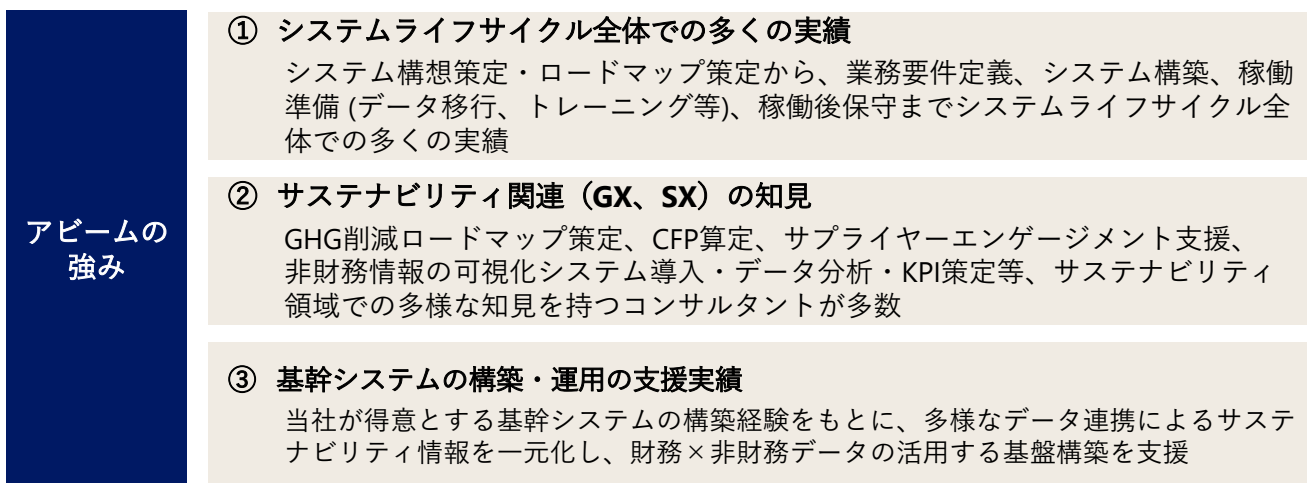 アビームの
強み
① システムライフサイクル全体での多くの実績
システム構想策定・ロードマップ策定から、業務要件定義、システム構築、稼働
準備 (データ移行、トレーニング等)、稼働後保守までシステムライフサイクル全
体での多くの実績
② サステナビリティ関連（GX、SX）の知見
GHG削減ロードマップ策定、CFP算定、サプライヤーエンゲージメント支援、
非財務情報の可視化システム導入・データ分析・KPI策定等、サステナビリティ
領域での多様な知見を持つコンサルタントが多数
③ 基幹システムの構築・運用の支援実績
当社が得意とする基幹システムの構築経験をもとに、多様なデータ連携によるサステ
ナビリティ情報を一元化し、財務×非財務データの活用する基盤構築を支援